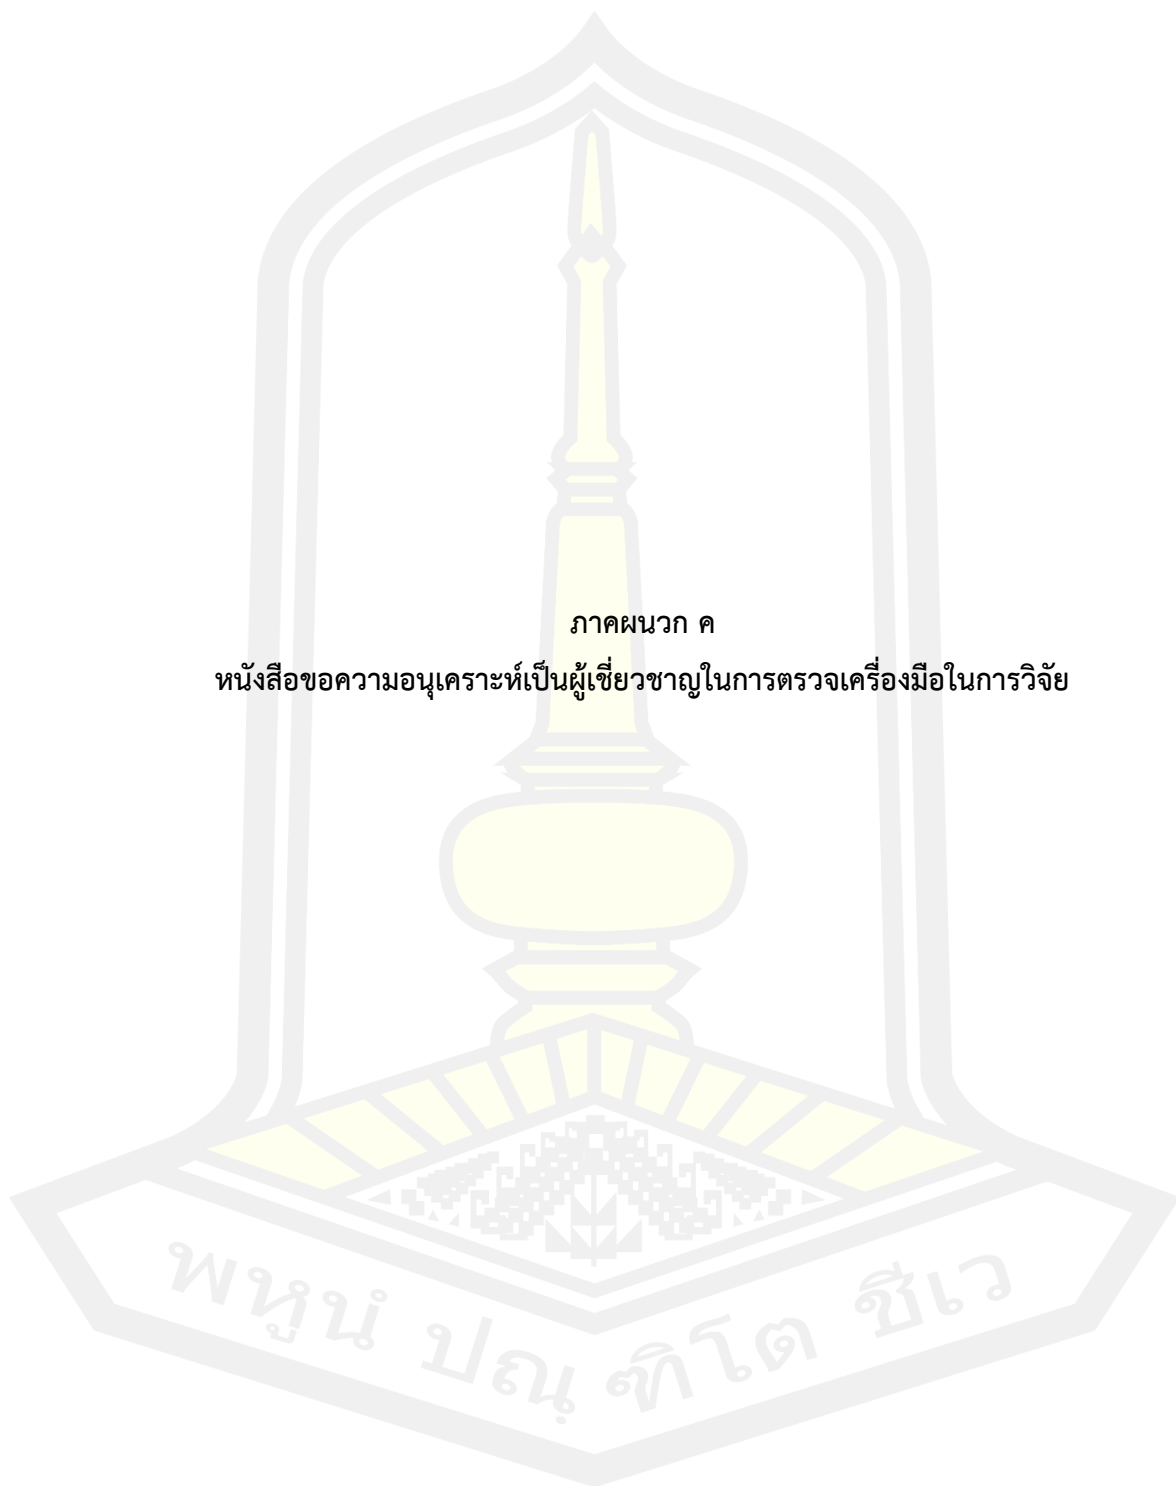 ภาคผนวก ค
หนังสือขอความอนุเคราะห์เป็นผู้เชี่ยวชาญในการตรวจเครื่องมือในการวิจัย
พหูนํ ปณฺฑิโต ชีเว